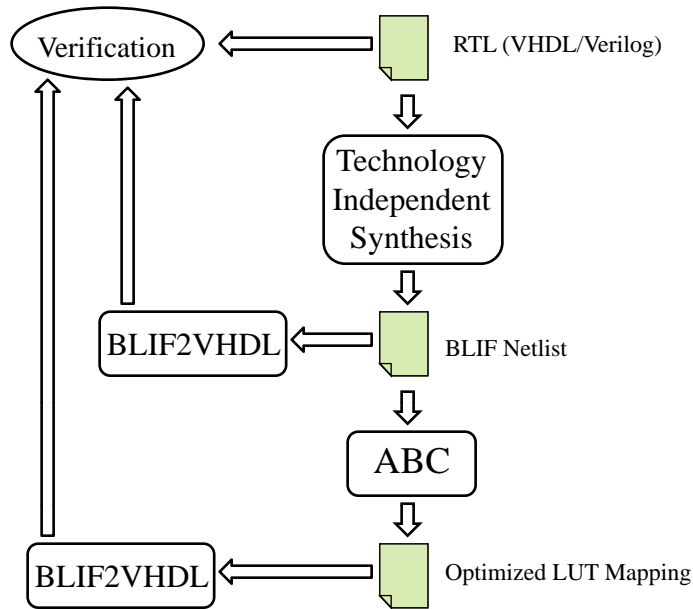 Verification
RTL (VHDL/Verilog)
Technology
Independent
Synthesis
BLIF2VHDL
BLIF Netlist
ABC
BLIF2VHDL
Optimized LUT Mapping